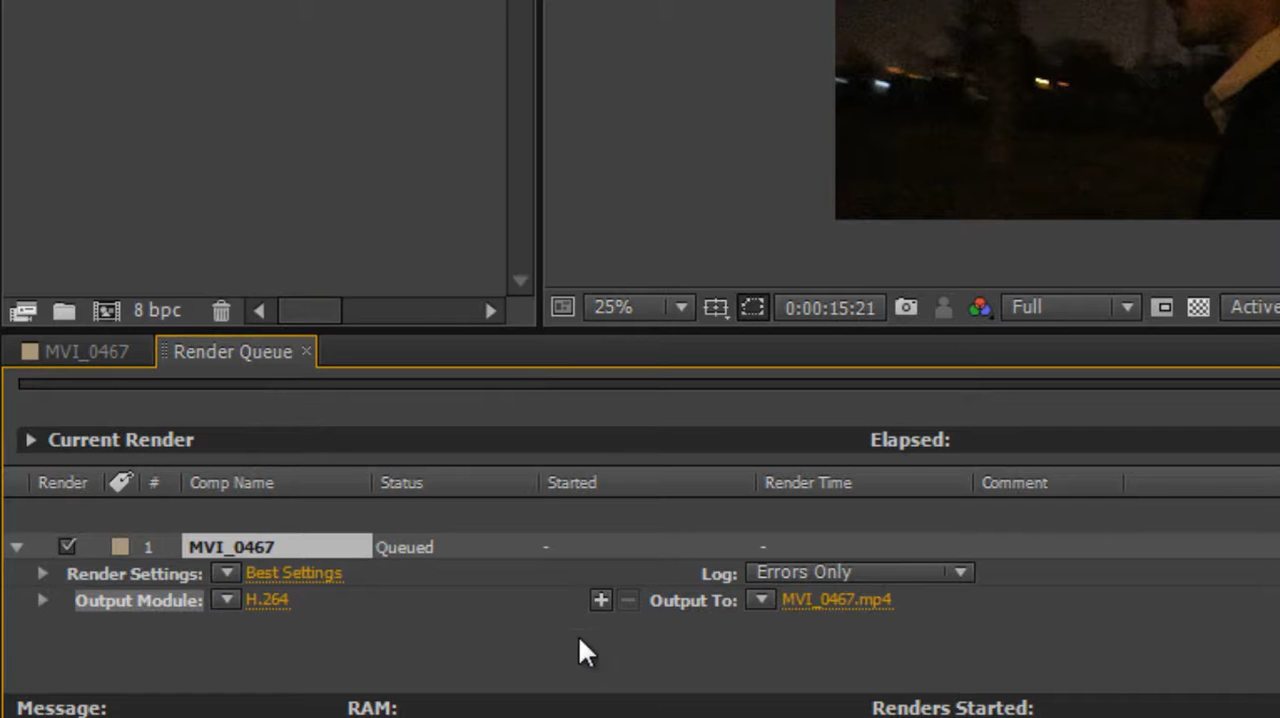 8 bpc
25%
0:00:15:21
Full
Active
MVI_0467
Render Queue ×
Current Render
Elapsed:
Render
#
Comp Name
Status
Started
Render Time
Comment
1
MVI_0467
Queued
-
-
Render Settings:
Best Settings
Log:
Errors Only
Output Module:
H.264
+
−
Output To:
MVI_0467.mp4
Message:
RAM:
Renders Started: